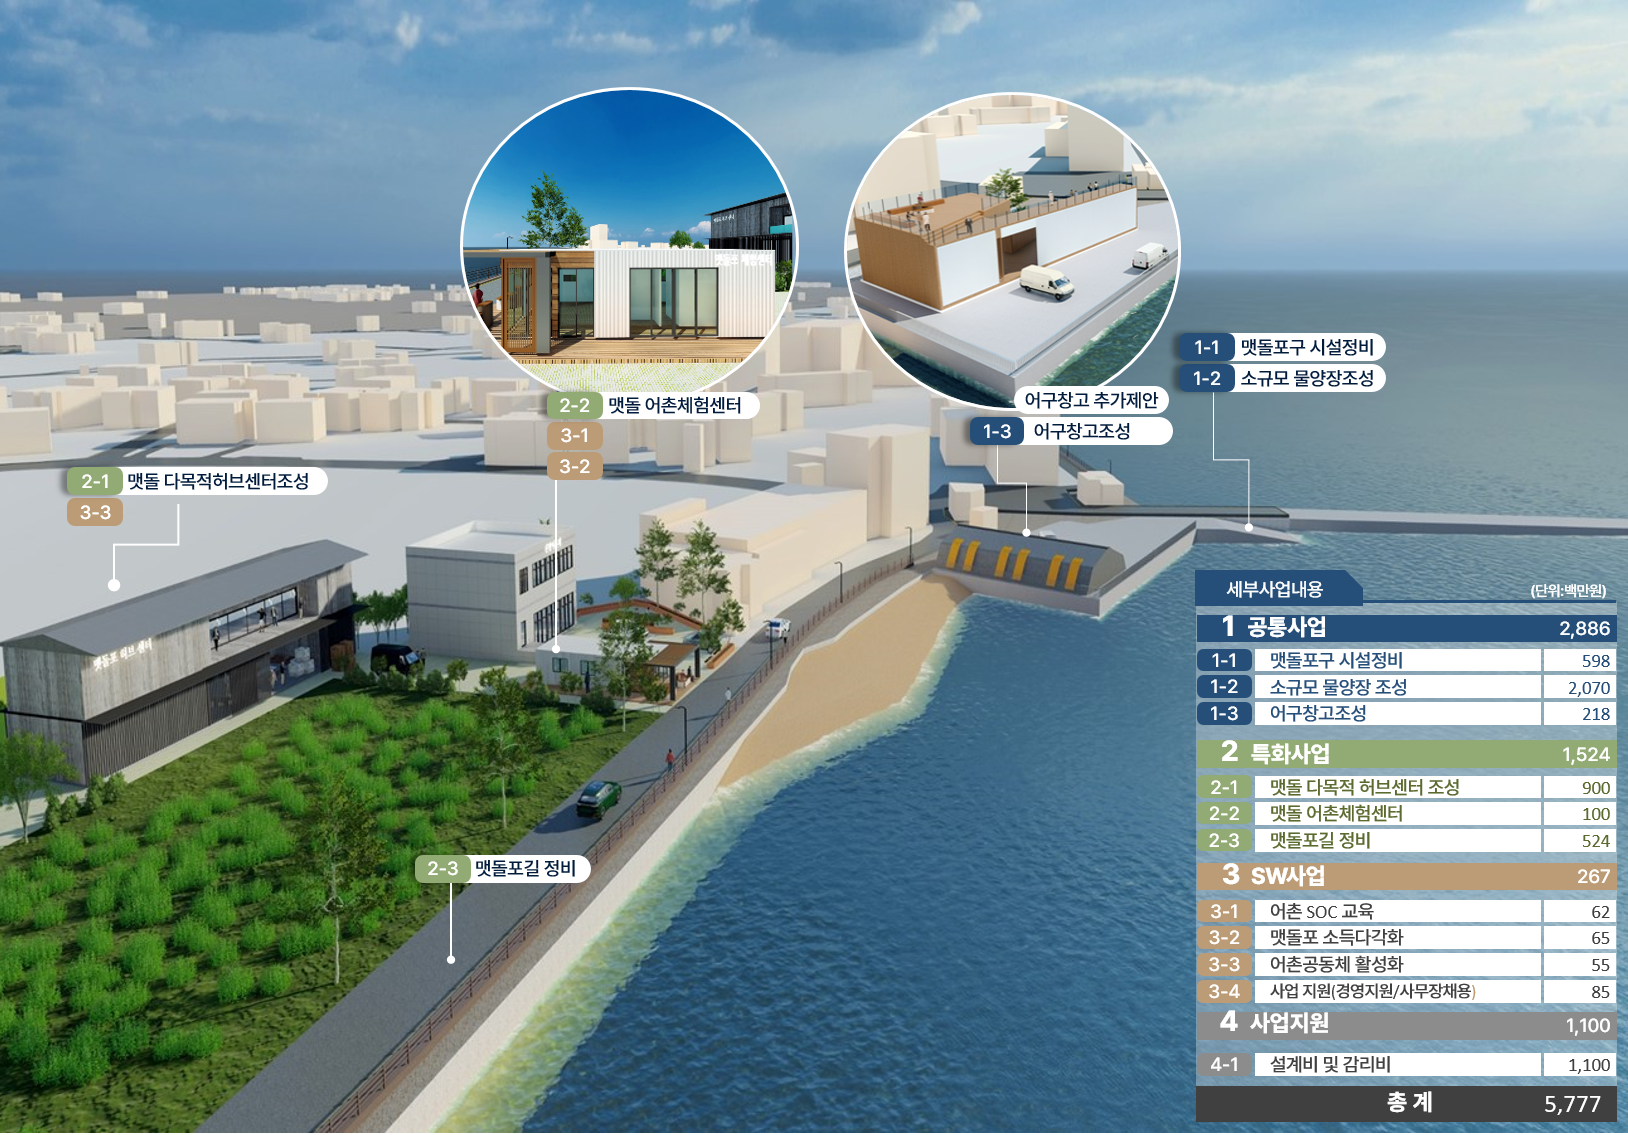 1-1 맷돌포구 시설정비
1-2 소규모 물양장조성
어구창고 추가제안
1-3 어구창고조성
2-2 맷돌 어촌체험센터
3-1
3-2
2-1 맷돌 다목적허브센터조성
3-3
맷돌포 허브 센터
2-3 맷돌포길 정비
세부사업내용 (단위:백만원)
1 공통사업 2,886
1-1 맷돌포구 시설정비 598
1-2 소규모 물양장 조성 2,070
1-3 어구창고조성 218
2 특화사업 1,524
2-1 맷돌 다목적 허브센터 조성 900
2-2 맷돌 어촌체험센터 100
2-3 맷돌포길 정비 524
3 SW사업 267
3-1 어촌 SOC 교육 62
3-2 맷돌포 소득다각화 65
3-3 어촌공동체 활성화 55
3-4 사업 지원(경영지원/사무장채용) 85
4 사업지원 1,100
4-1 설계비 및 감리비 1,100
총 계 5,777